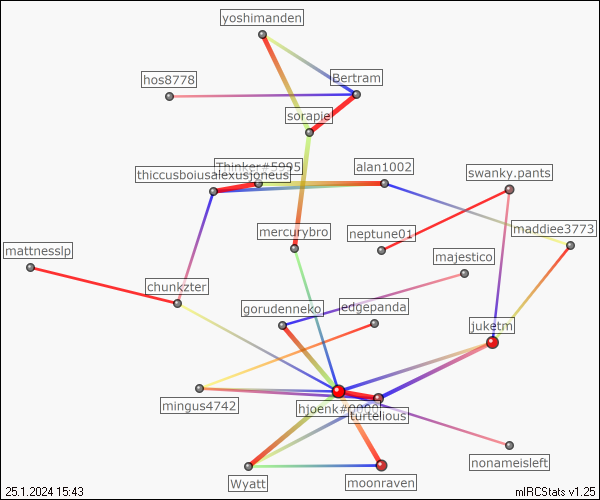 yoshimanden
hos8778
Bertram
sorapie
Thinker#5995
alan1002
thiccusboiusalexusjoneus
swanky.pants
mercurybro
neptune01
maddiee3773
mattnesslp
majestico
chunkzter
gorudenneko
edgepanda
juketm
mingus4742
hjoenk#0000
turtelious
nonameisleft
Wyatt
moonraven
25.1.2024 15:43
mIRCStats v1.25